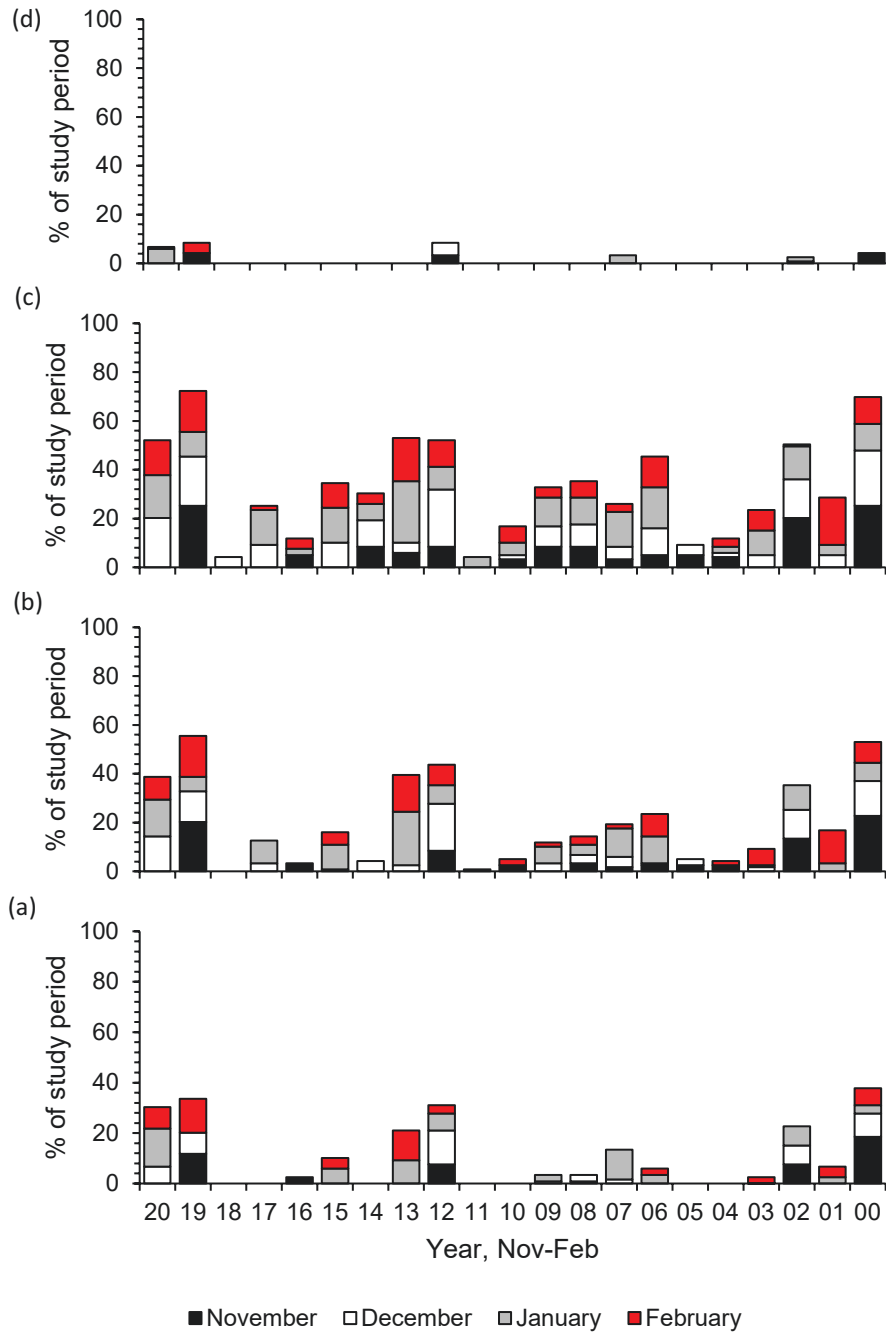 (d)
% of study period
100
80
60
40
20
0
(c)
% of study period
100
80
60
40
20
0
(b)
% of study period
100
80
60
40
20
0
(a)
% of study period
100
80
60
40
20
0
20 19 18 17 16 15 14 13 12 11 10 09 08 07 06 05 04 03 02 01 00
Year, Nov-Feb
November December January February